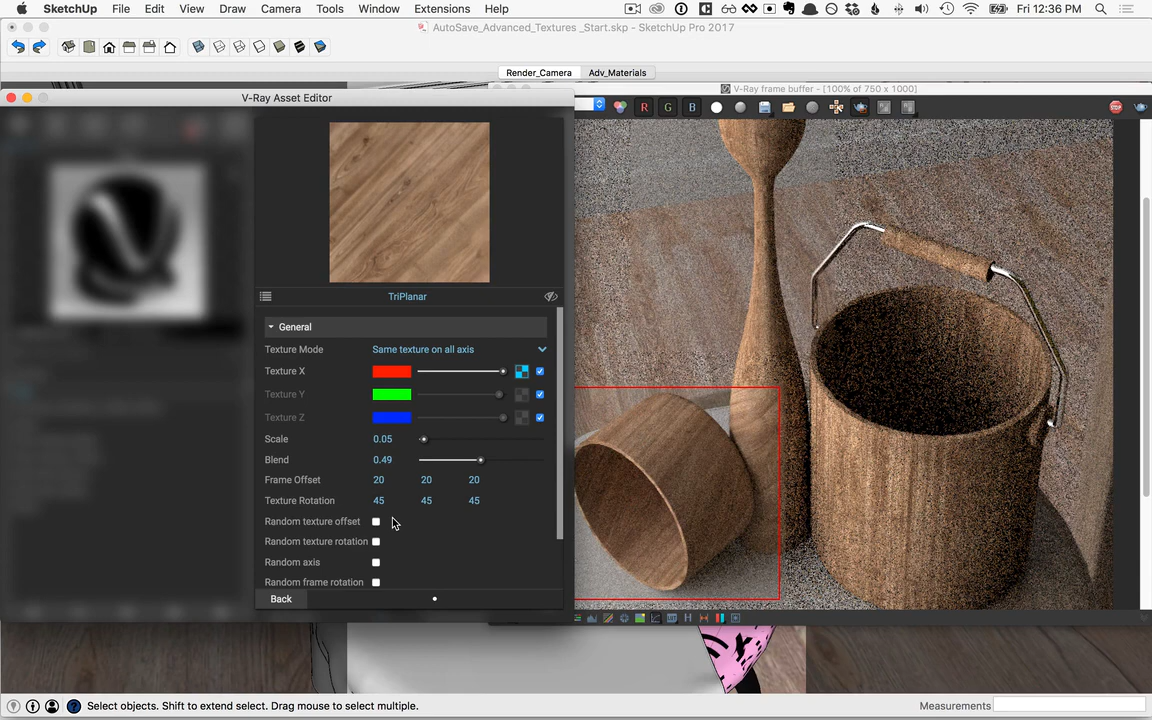 SketchUp File Edit View Draw Camera Tools Window Extensions Help Fri 12:36 PM
AutoSave_Advanced_Textures _Start.skp - SketchUp Pro 2017
Render_Camera Adv_Materials
V-Ray Asset Editor
V-Ray frame buffer - [100% of 750 x 1000]
R G B
STOP
TriPlanar
General
Texture Mode Same texture on all axis
Texture X
Texture Y
Texture Z
Scale 0.05
Blend 0.49
Frame Offset 20 20 20
Texture Rotation 45 45 45
Random texture offset
Random texture rotation
Random axis
Random frame rotation
Back
H
Select objects. Shift to extend select. Drag mouse to select multiple.
Measurements